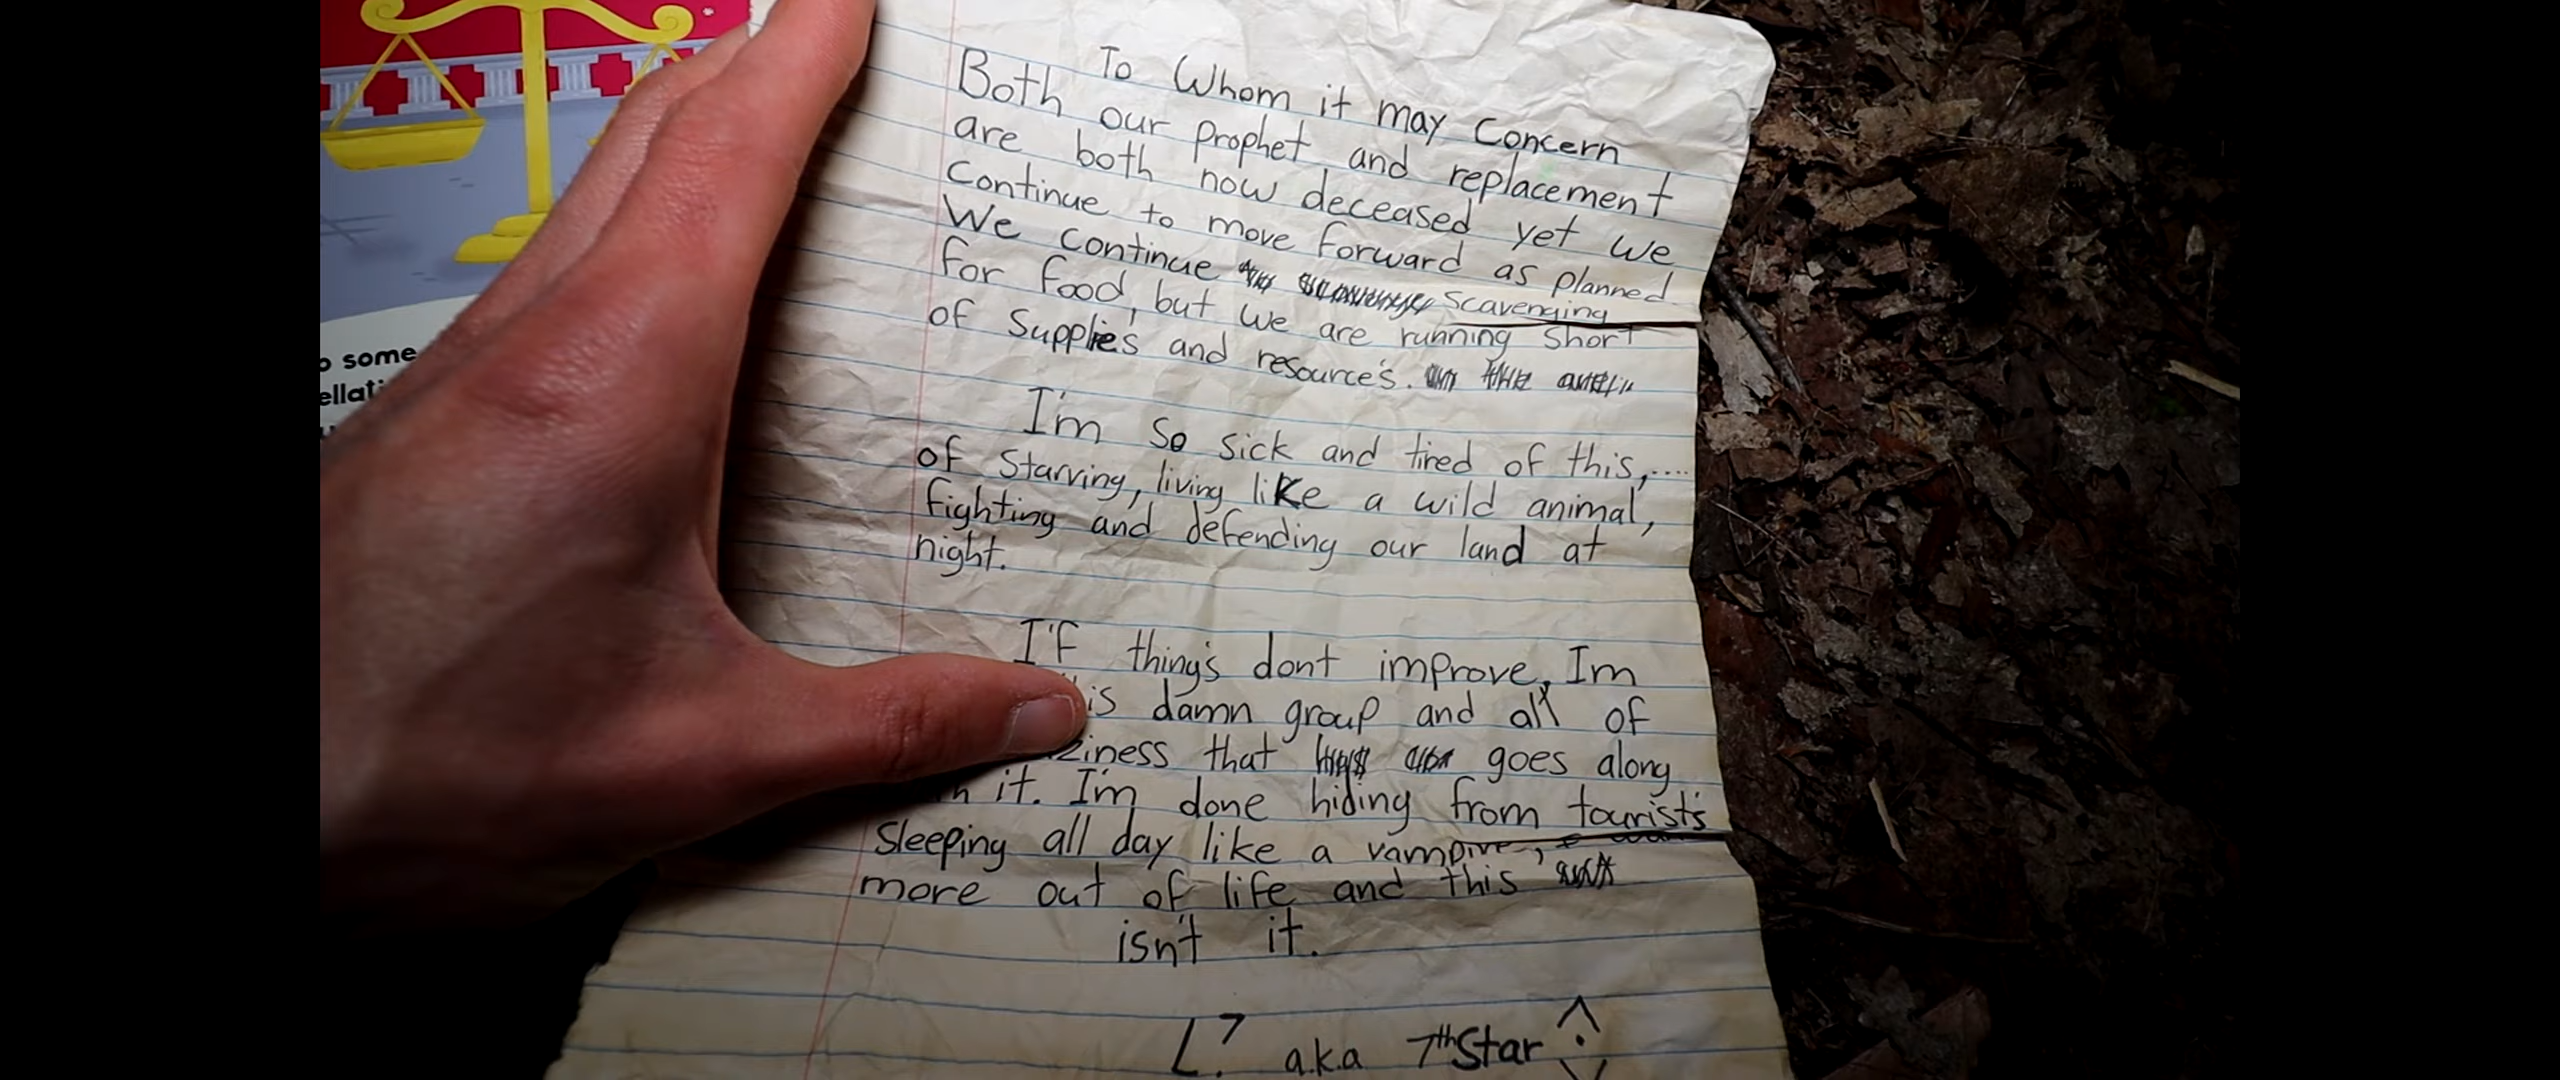 o some
ellati
To Whom it may Concern
Both our prophet and replacement
are both now deceased yet we
Continue to move forward as planned
We continue scavenging
for food, but we are running short
of Supplies and resource's.
I'm so sick and tired of this,....
of starving, living like a wild animal,
fighting and defending our land at
night.
I'f thing's dont improve, Im
is damn group and all of
ziness that goes along
h it. I'm done hiding from tourist's
Sleeping all day like a vampire,
more out of life and this
isn't it.
L? a.k.a 7th Star